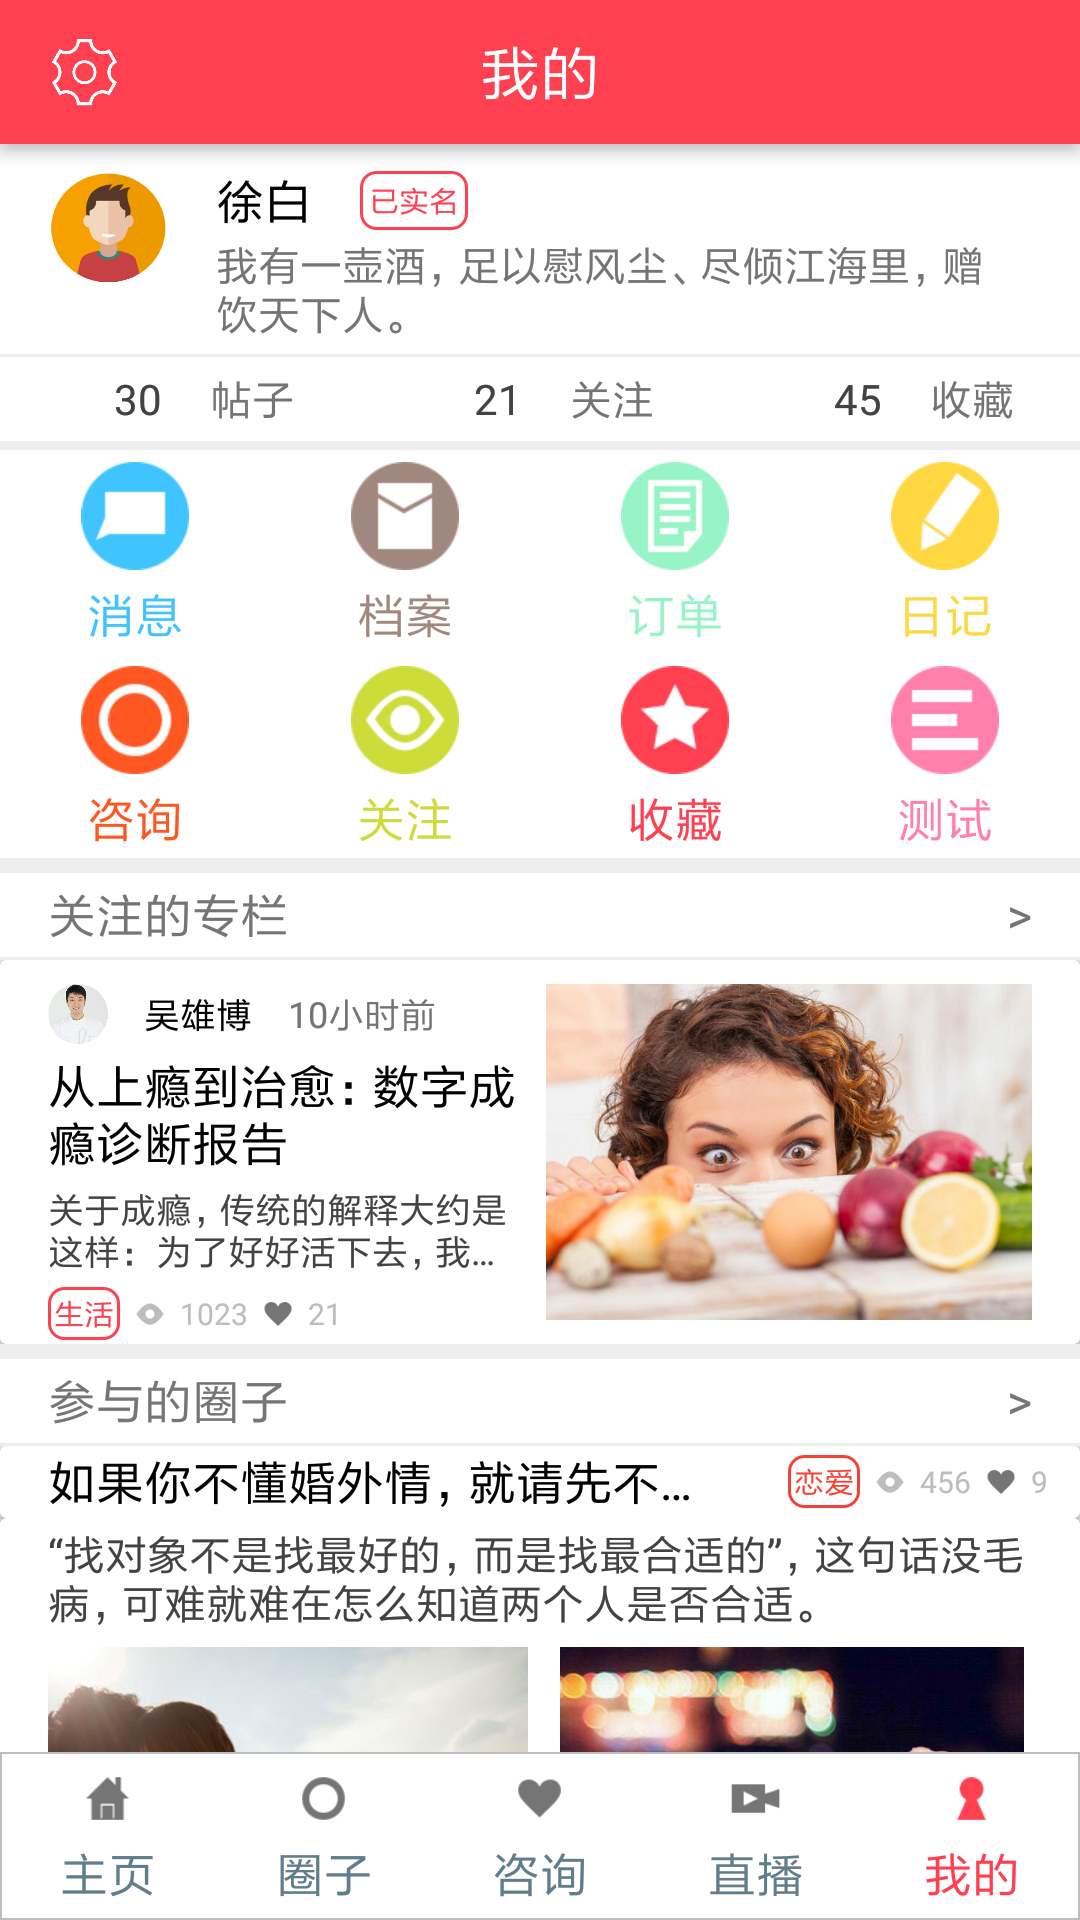 我的
徐白 已实名
我有一壶酒，足以慰风尘、尽倾江海里，赠
饮天下人。
30 帖子 21 关注 45 收藏
消息 档案 订单 日记
咨询 关注 收藏 测试
关注的专栏 >
吴雄博 10小时前
从上瘾到治愈：数字成
瘾诊断报告
关于成瘾，传统的解释大约是
这样：为了好好活下去，我...
生活 1023 21
参与的圈子 >
如果你不懂婚外情，就请先不... 恋爱 456 9
“找对象不是找最好的，而是找最合适的”，这句话没毛
病，可难就难在怎么知道两个人是否合适。
主页 圈子 咨询 直播 我的